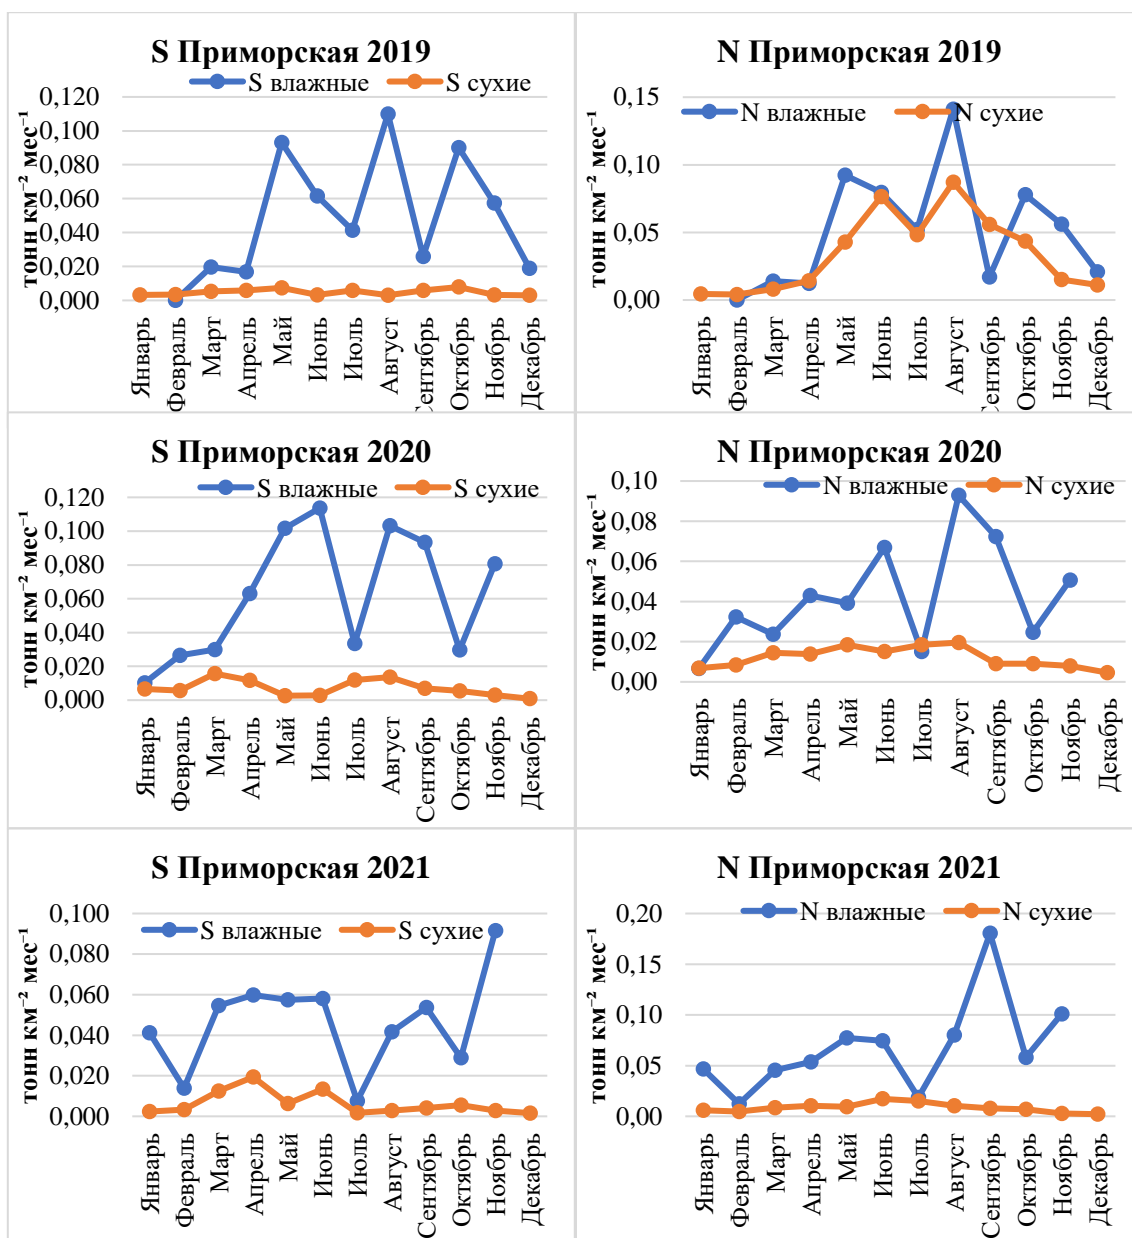 S Приморская 2019
S влажные S сухие
тонн км⁻² мес⁻¹
0,120
0,100
0,080
0,060
0,040
0,020
0,000
Январь
Февраль
Март
Апрель
Май
Июнь
Июль
Август
Сентябрь
Октябрь
Ноябрь
Декабрь
N Приморская 2019
N влажные N сухие
тонн км⁻² мес⁻¹
0,15
0,10
0,05
0,00
Январь
Февраль
Март
Апрель
Май
Июнь
Июль
Август
Сентябрь
Октябрь
Ноябрь
Декабрь
S Приморская 2020
S влажные S сухие
тонн км⁻² мес⁻¹
0,120
0,100
0,080
0,060
0,040
0,020
0,000
Январь
Февраль
Март
Апрель
Май
Июнь
Июль
Август
Сентябрь
Октябрь
Ноябрь
Декабрь
N Приморская 2020
N влажные N сухие
тонн км⁻² мес⁻¹
0,10
0,08
0,06
0,04
0,02
0,00
Январь
Февраль
Март
Апрель
Май
Июнь
Июль
Август
Сентябрь
Октябрь
Ноябрь
Декабрь
S Приморская 2021
S влажные S сухие
тонн км⁻² мес⁻¹
0,100
0,080
0,060
0,040
0,020
0,000
Январь
Февраль
Март
Апрель
Май
Июнь
Июль
Август
Сентябрь
Октябрь
Ноябрь
Декабрь
N Приморская 2021
N влажные N сухие
тонн км⁻² мес⁻¹
0,20
0,15
0,10
0,05
0,00
Январь
Февраль
Март
Апрель
Май
Июнь
Июль
Август
Сентябрь
Октябрь
Ноябрь
Декабрь